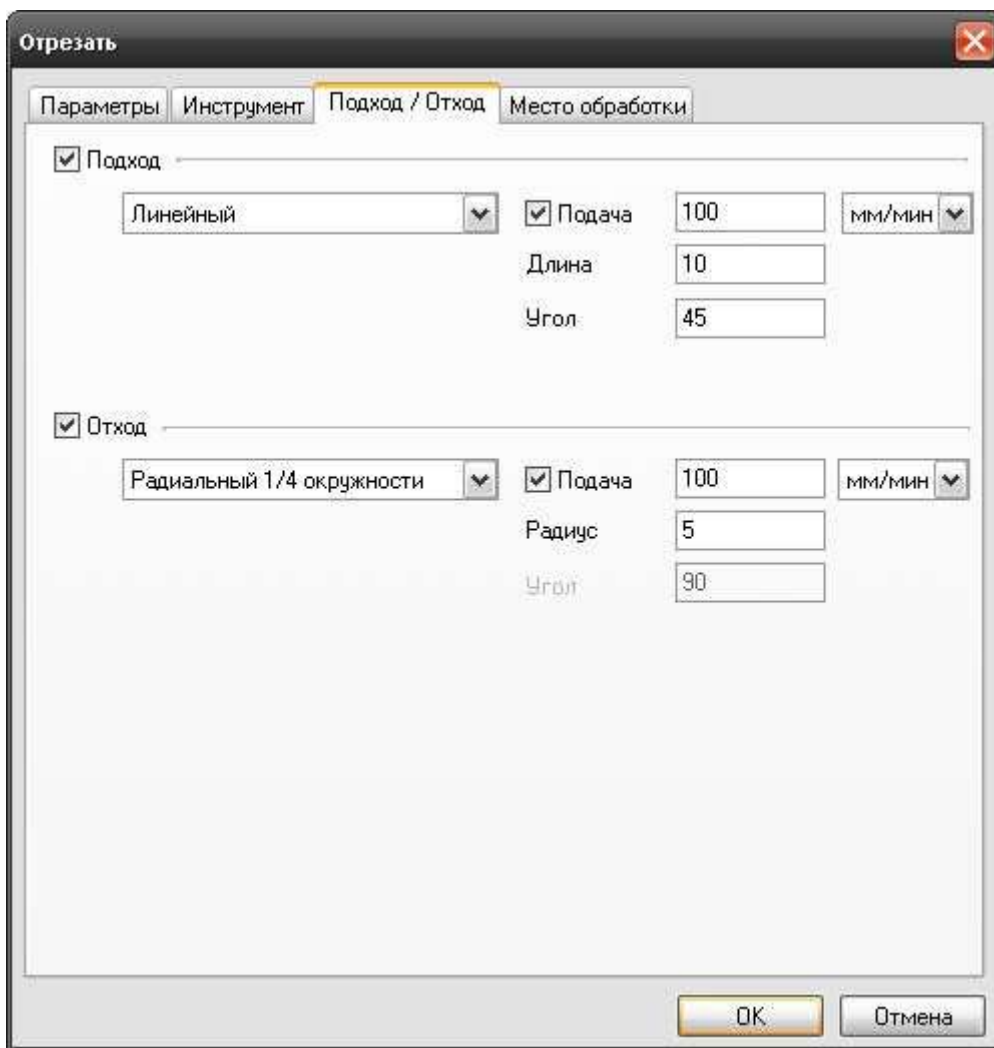 Отрезать
Параметры Инструмент Подход / Отход Место обработки
Подход
Линейный Подача 100 мм/мин
Длина 10
Угол 45
Отход
Радиальный 1/4 окружности Подача 100 мм/мин
Радиус 5
Угол 90
OK Отмена